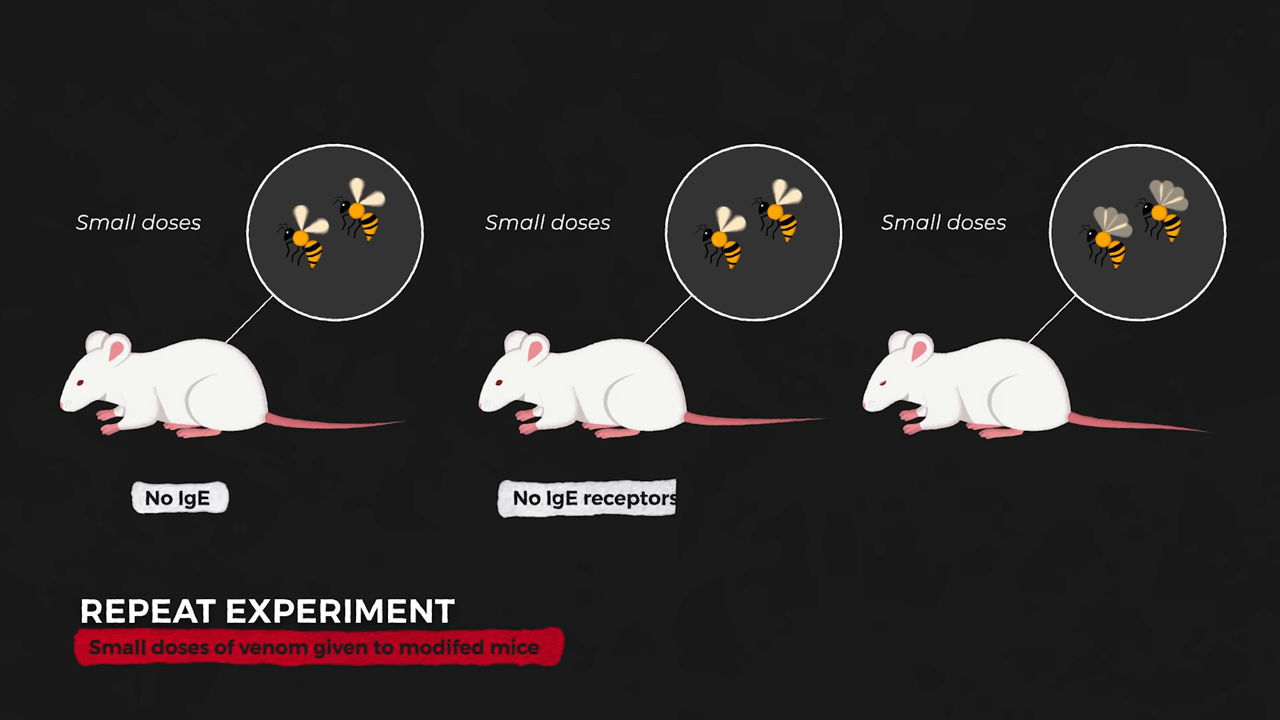 Small doses
Small doses
Small doses
No IgE
No IgE receptors
REPEAT EXPERIMENT
Small doses of venom given to modifed mice